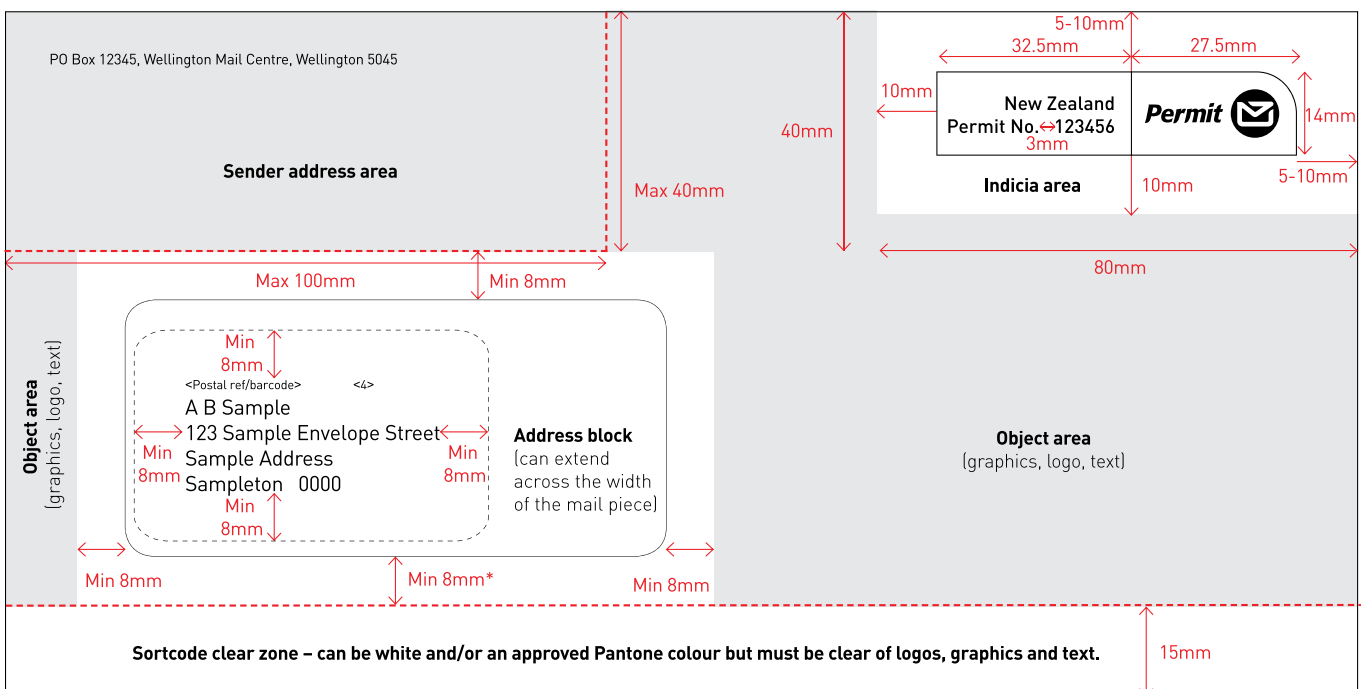 5-10mm
32.5mm
27.5mm
PO Box 12345, Wellington Mail Centre, Wellington 5045
10mm
New Zealand
Permit No. 123456
3mm
Permit
14mm
40mm
Sender address area
Max 40mm
Indicia area
10mm
5-10mm
80mm
Max 100mm
Min 8mm
Object area
(graphics, logo, text)
Min
8mm
<Postal ref/barcode> <4>
A B Sample
123 Sample Envelope Street
Sample Address
Sampleton 0000
Min
8mm
Min
8mm
Min
8mm
Address block
(can extend
across the width
of the mail piece)
Object area
(graphics, logo, text)
Min 8mm
Min 8mm*
Min 8mm
Sortcode clear zone – can be white and/or an approved Pantone colour but must be clear of logos, graphics and text.
15mm